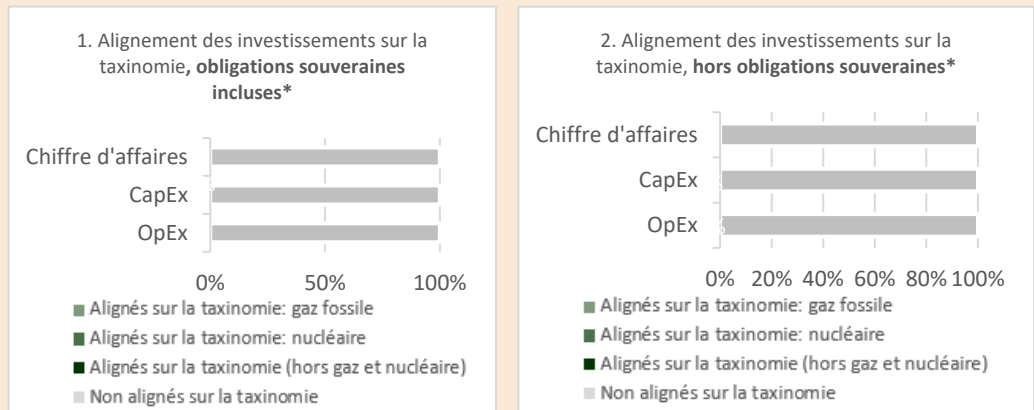 1. Alignement des investissements sur la
taxinomie, obligations souveraines
incluses*
Chiffre d'affaires
CapEx
OpEx
0% 50% 100%
Alignés sur la taxinomie: gaz fossile
Alignés sur la taxinomie: nucléaire
Alignés sur la taxinomie (hors gaz et nucléaire)
Non alignés sur la taxinomie
2. Alignement des investissements sur la
taxinomie, hors obligations souveraines*
Chiffre d'affaires
CapEx
OpEx
0% 20% 40% 60% 80% 100%
Alignés sur la taxinomie: gaz fossile
Alignés sur la taxinomie: nucléaire
Alignés sur la taxinomie (hors gaz et nucléaire)
Non alignés sur la taxinomie